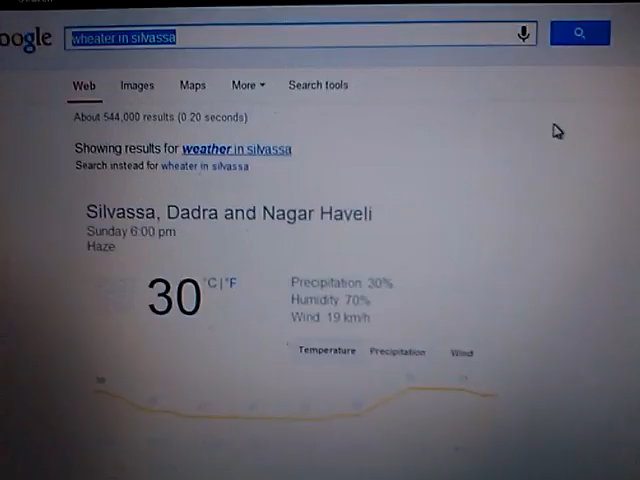 oogle wheater in silvassa
Web Images Maps More Search tools
About 544,000 results (0.20 seconds)
Showing results for weather in silvassa
Search instead for wheater in silvassa
Silvassa, Dadra and Nagar Haveli
Sunday 6:00 pm
Haze
30 °C | °F
Precipitation 30%
Humidity 70%
Wind 19 km/h
Temperature Precipitation Wind